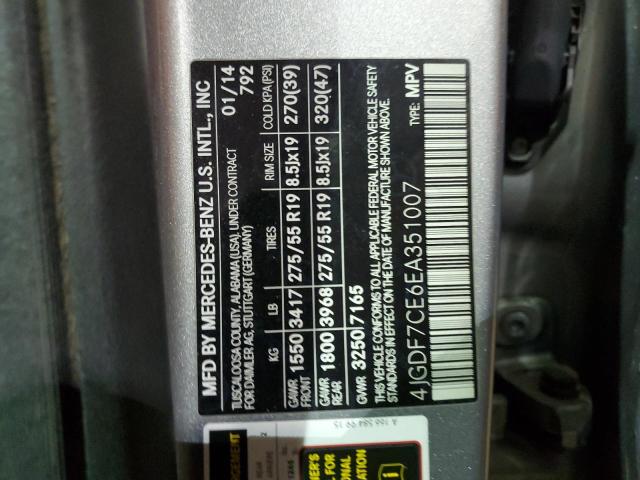 MFD BY MERCEDES-BENZ U.S. INTL., INC
TUSCALOOSA COUNTY, ALABAMA (USA), UNDER CONTRACT 01/14
FOR DAIMLER AG, STUTTGART (GERMANY) 792
KG LB TIRES RIM SIZE COLD KPA (PSI)
GAWR FRONT 1550 3417 275/55 R19 8.5Jx19 270(39)
GAWR REAR 1800 3968 275/55 R19 8.5Jx19 320(47)
GVWR 3250 7165
THIS VEHICLE CONFORMS TO ALL APPLICABLE FEDERAL MOTOR VEHICLE SAFETY
STANDARDS IN EFFECT ON THE DATE OF MANUFACTURE SHOWN ABOVE.
4JGDF7CE6EA351007 TYPE: MPV
A 166 584 99 15